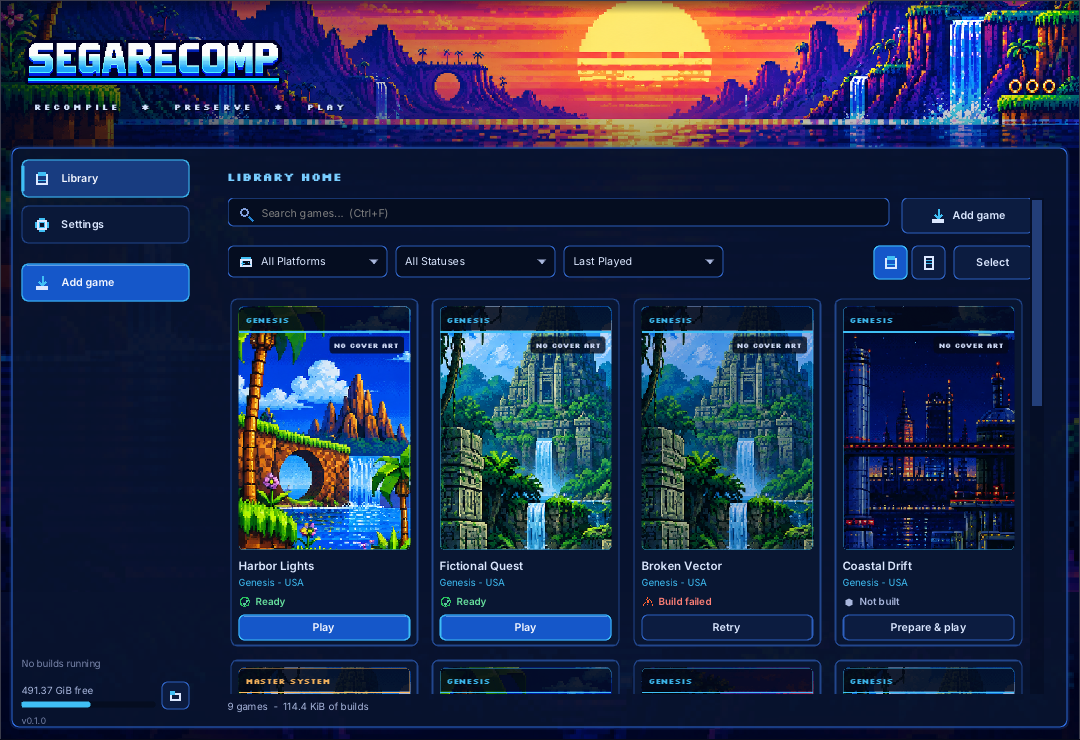 SEGARECOMP
RECOMPILE * PRESERVE * PLAY
Library
Settings
Add game
LIBRARY HOME
Search games... (Ctrl+F)
Add game
All Platforms
All Statuses
Last Played
Select
GENESIS
NO COVER ART
Harbor Lights
Genesis - USA
Ready
Play
GENESIS
NO COVER ART
Fictional Quest
Genesis - USA
Ready
Play
GENESIS
NO COVER ART
Broken Vector
Genesis - USA
Build failed
Retry
GENESIS
NO COVER ART
Coastal Drift
Genesis - USA
Not built
Prepare & play
MASTER SYSTEM
GENESIS
GENESIS
GENESIS
No builds running
491.37 GiB free
v0.1.0
9 games - 114.4 KiB of builds